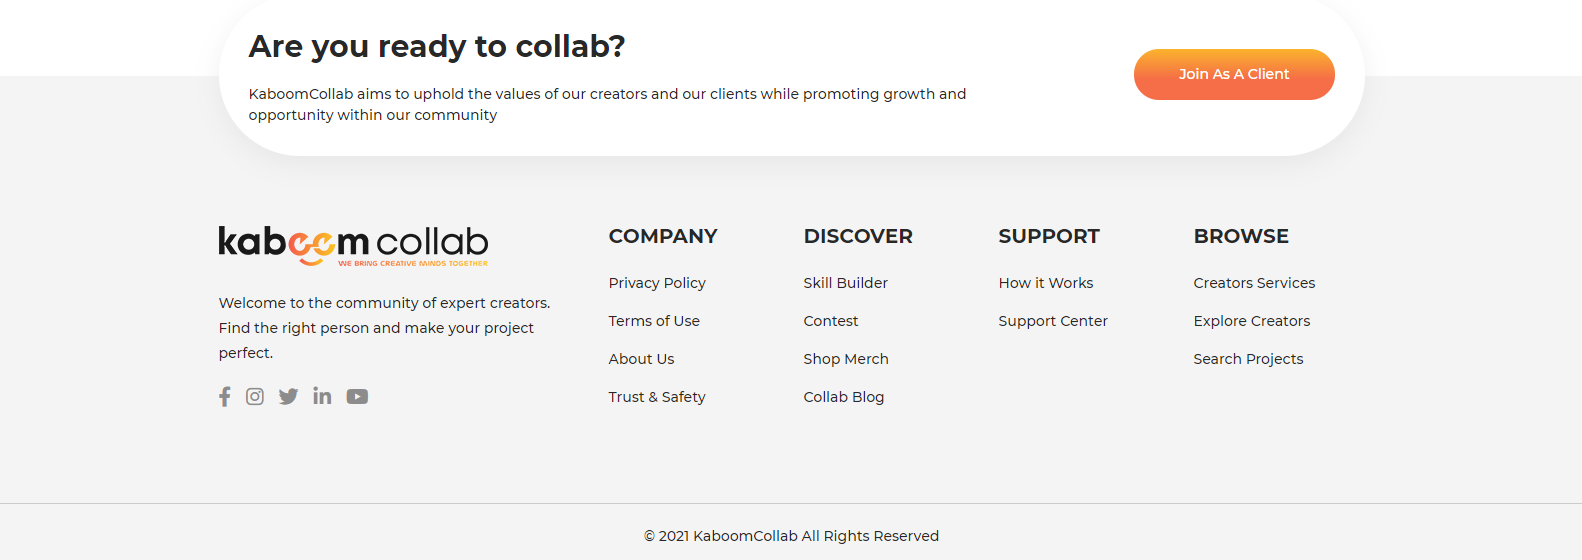 Are you ready to collab?
KaboomCollab aims to uphold the values of our creators and our clients while promoting growth and
opportunity within our community
Join As A Client
kaboom collab
WE BRING CREATIVE MINDS TOGETHER
Welcome to the community of expert creators.
Find the right person and make your project
perfect.
COMPANY
Privacy Policy
Terms of Use
About Us
Trust & Safety
DISCOVER
Skill Builder
Contest
Shop Merch
Collab Blog
SUPPORT
How it Works
Support Center
BROWSE
Creators Services
Explore Creators
Search Projects
© 2021 KaboomCollab All Rights Reserved